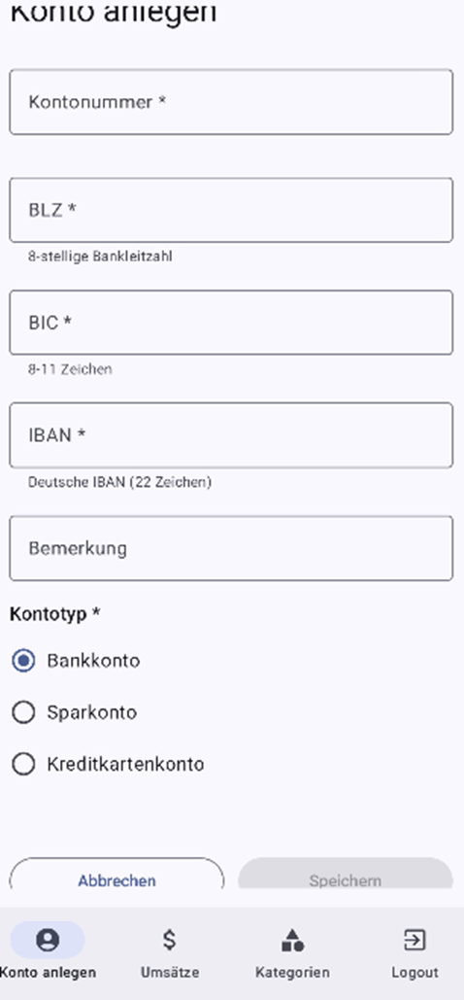 Konto anlegen
Kontonummer *
BLZ *
8-stellige Bankleitzahl
BIC *
8-11 Zeichen
IBAN *
Deutsche IBAN (22 Zeichen)
Bemerkung
Kontotyp *
Bankkonto
Sparkonto
Kreditkartenkonto
Abbrechen Speichern
Konto anlegen Umsätze Kategorien Logout